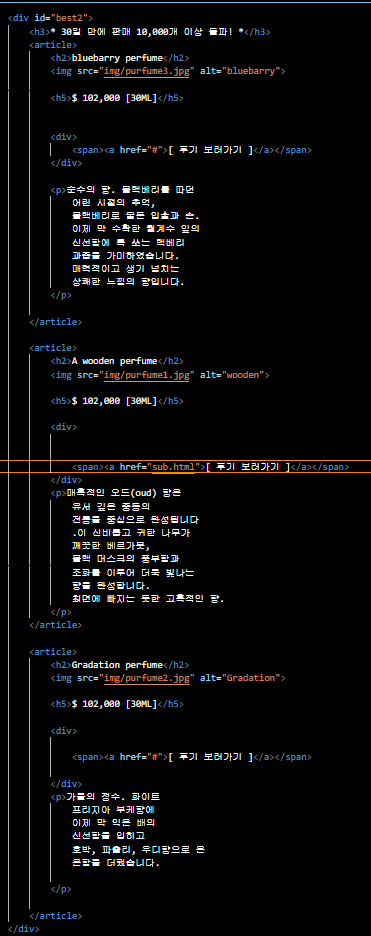 <div id="best2">
<h3>* 30일 만에 판매 10,000개 이상 돌파! *</h3>
<article>
<h2>bluebarry perfume</h2>
<img src="img/purfume3.jpg" alt="bluebarry">
<h5>$ 102,000 [30ML]</h5>
<div>
<span><a href="#">[ 후기 보러가기 ]</a></span>
</div>
<p>순수의 향. 블랙베리를 따던
어린 시절의 추억,
블랙베리로 물든 입술과 손.
이제 막 수확한 월계수 잎의
신선함에 톡 쏘는 블랙베리
과즙을 가미하였습니다.
매력적이고 생기 넘치는
상쾌한 느낌의 향입니다.
</p>
</article>
<article>
<h2>A wooden perfume</h2>
<img src="img/purfume1.jpg" alt="wooden">
<h5>$ 102,000 [30ML]</h5>
<div>
<span><a href="sub.html">[ 후기 보러가기 ]</a></span>
</div>
<p>매혹적인 오드(oud) 향은
유서 깊은 중동의
전통을 중심으로 완성됩니다
.이 신비롭고 귀한 나무가
깨끗한 베르가못,
블랙 머스크의 풍부함과
조화를 이루어 더욱 빛나는
향을 완성합니다.
최면에 빠지는 듯한 고혹적인 향.
</p>
</article>
<article>
<h2>Gradation perfume</h2>
<img src="img/purfume2.jpg" alt="Gradation">
<h5>$ 102,000 [30ML]</h5>
<div>
<span><a href="#">[ 후기 보러가기 ]</a></span>
</div>
<p>가을의 정수. 화이트
프리지아 부케향에
이제 막 익은 배의
신선함을 입히고
호박, 파출리, 우디향으로 은
은함을 더했습니다.
</p>
</article>
</div>